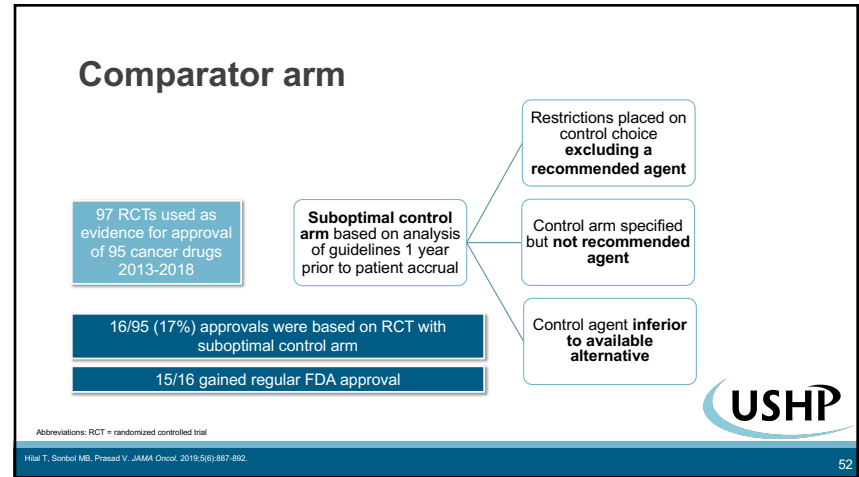 Comparator arm
97 RCTs used as
evidence for approval
of 95 cancer drugs
2013-2018
Suboptimal control
arm based on analysis
of guidelines 1 year
prior to patient accrual
Restrictions placed on
control choice
excluding a
recommended agent
Control arm specified
but not recommended
agent
Control agent inferior
to available
alternative
16/95 (17%) approvals were based on RCT with
suboptimal control arm
15/16 gained regular FDA approval
USHP
Abbreviations: RCT = randomized controlled trial
Hilal T, Sonbol MB, Prasad V. JAMA Oncol. 2019;5(6):887-892.
52